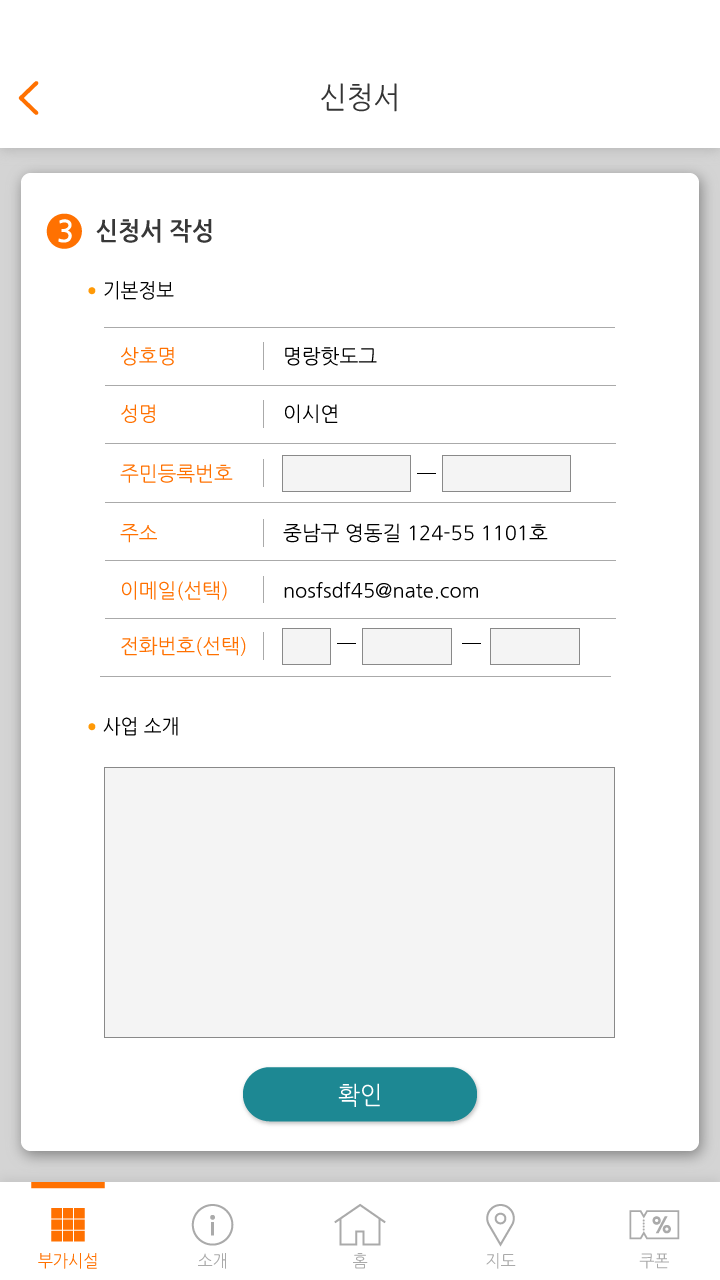 신청서
3 신청서 작성
• 기본정보
상호명 명랑핫도그
성명 이시연
주민등록번호 —
주소 중남구 영동길 124-55 1101호
이메일(선택) nosfsdf45@nate.com
전화번호(선택) — —
• 사업 소개
확인
부가시설 소개 홈 지도 쿠폰